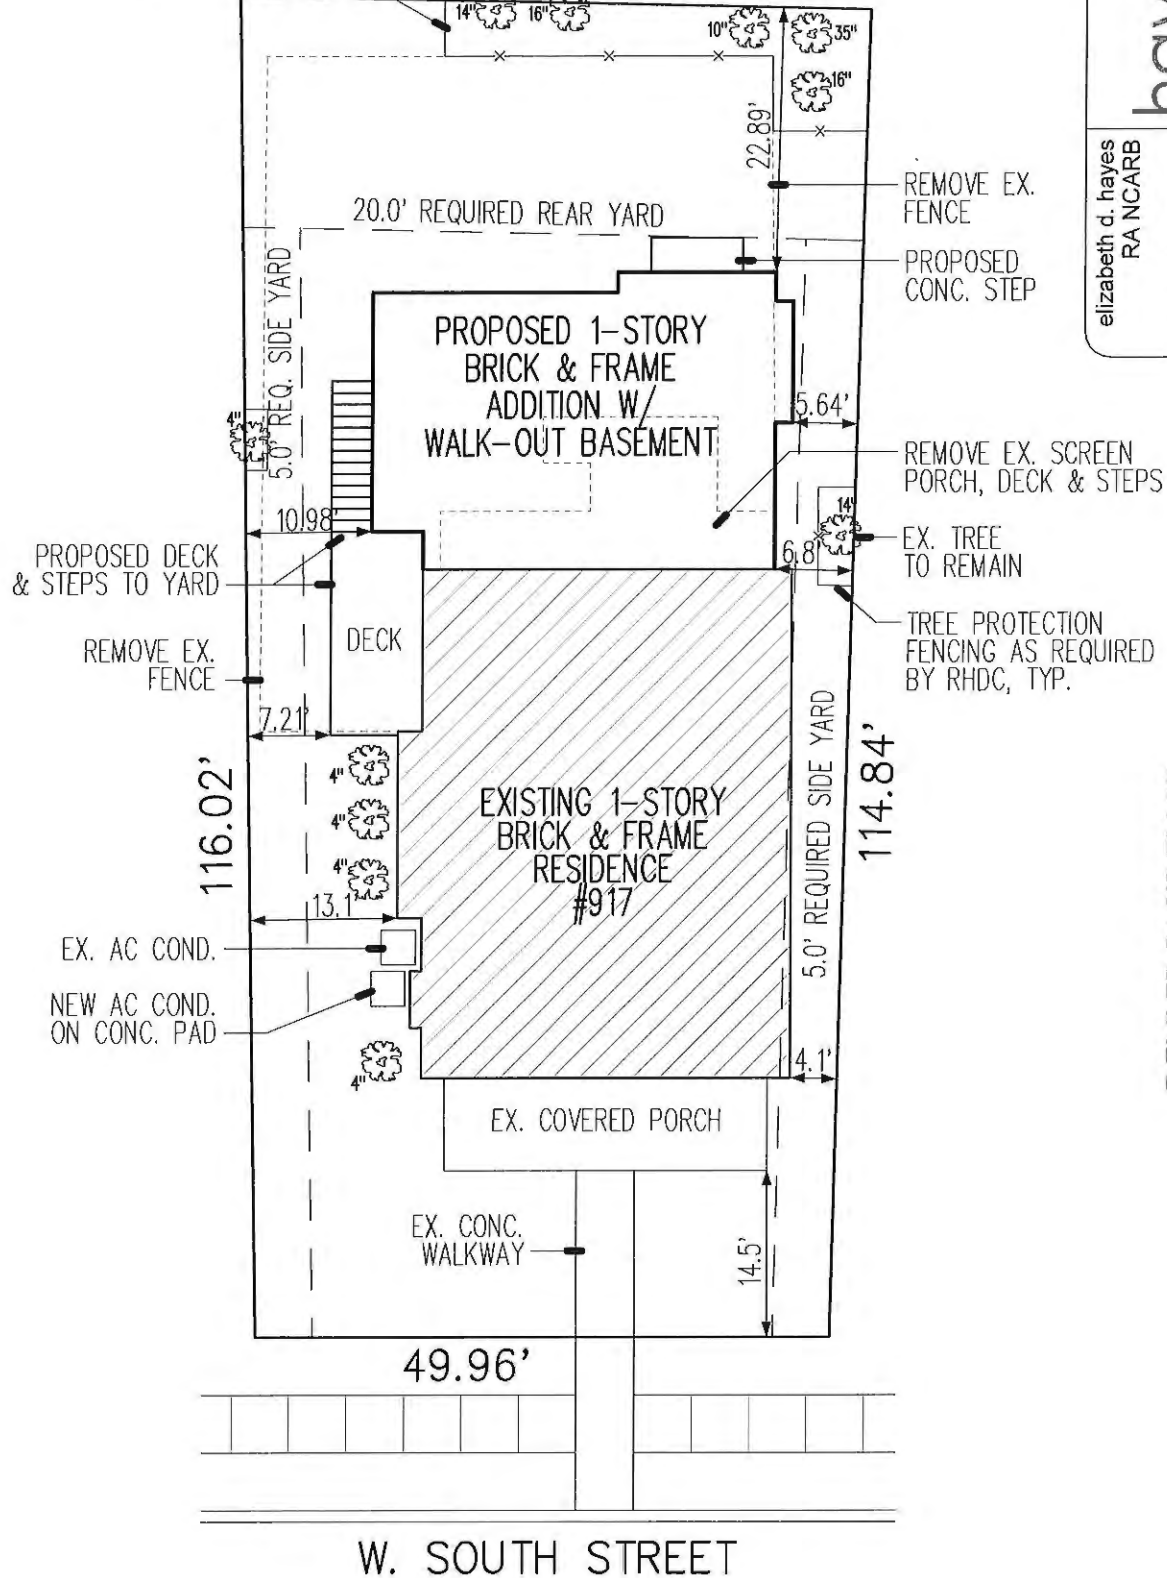 14"
16"
10"
35"
16"
22.89'
REMOVE EX.
FENCE
20.0' REQUIRED REAR YARD
PROPOSED
CONC. STEP
elizabeth d. hayes
RA NCARB
5.0' REQ. SIDE YARD
PROPOSED 1-STORY
BRICK & FRAME
ADDITION W/
WALK-OUT BASEMENT
5.64'
4"
REMOVE EX. SCREEN
PORCH, DECK & STEPS
14'
10.98'
EX. TREE
TO REMAIN
6.8'
PROPOSED DECK
& STEPS TO YARD
DECK
TREE PROTECTION
FENCING AS REQUIRED
BY RHDC, TYP.
REMOVE EX.
FENCE
7.21'
116.02'
4"
4"
4"
EXISTING 1-STORY
BRICK & FRAME
RESIDENCE
#917
5.0' REQUIRED SIDE YARD
114.84'
13.1'
EX. AC COND.
NEW AC COND.
ON CONC. PAD
4"
4.1'
EX. COVERED PORCH
EX. CONC.
WALKWAY
14.5'
49.96'
W. SOUTH STREET